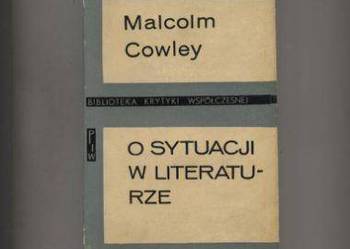 Malcolm
Cowley
BIBLIOTEKA KRYTYKI WSPÓŁCZESNEJ
PIW
O SYTUACJI
W LITERATU-
RZE